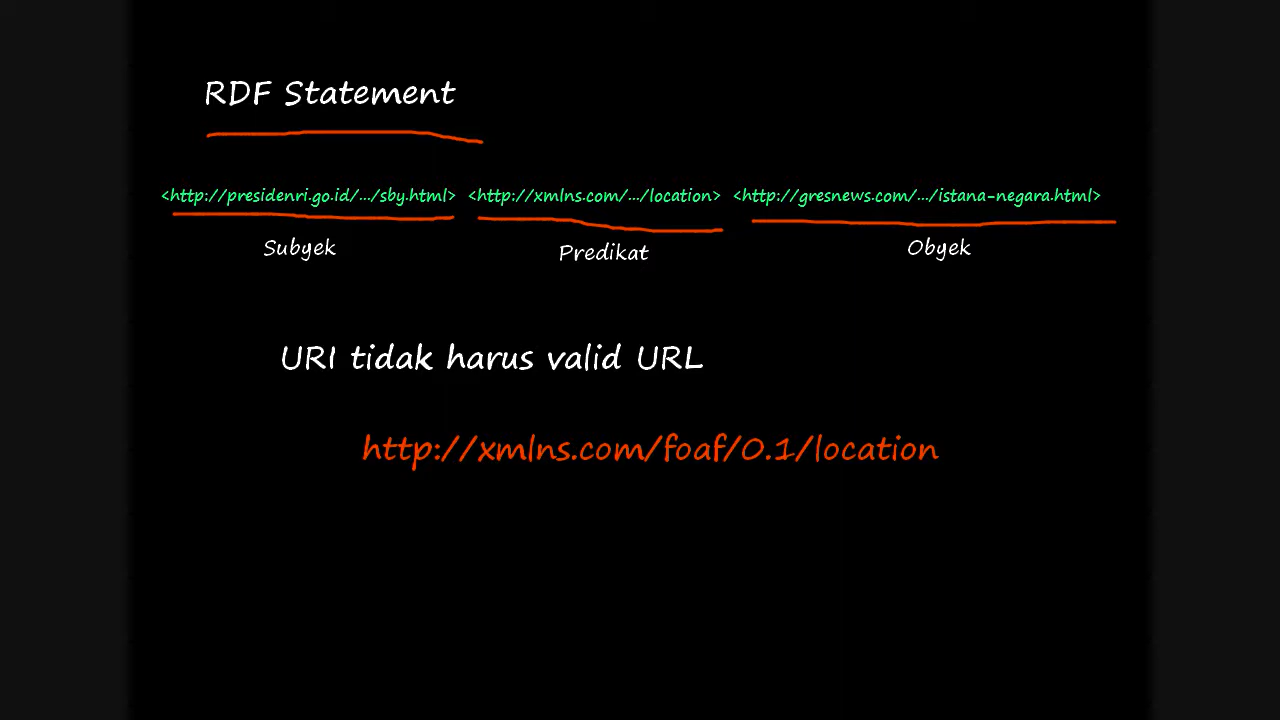 RDF Statement
<http://presidenri.go.id/.../sby.html> <http://xmlns.com/.../location> <http://gresnews.com/.../istana-negara.html>
Subyek Predikat Obyek
URI tidak harus valid URL
http://xmlns.com/foaf/0.1/location